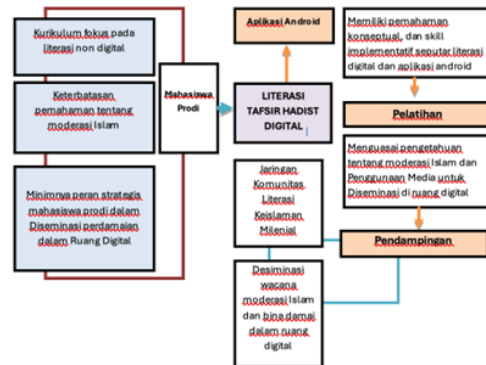 Kurikulum fokus pada
literasi non digital
Keterbatasan
pemahaman tentang
moderasi Islam
Minimnya peran strategis
mahasiswa prodi dalam
Diseminasi perdamaian
dalam Ruang Digital
Mahasiswa
Prodi
Aplikasi Android
LITERASI
TAFSIR HADIST
DIGITAL
Jaringan
Komunitas
Literasi
Keislaman
Milenial
Desiminasi
wacana
moderasi Islam
dan bina damai
dalam ruang
digital
Memiliki pemahaman
konseptual, dan skill
implementatif seputar literasi
digital dan aplikasi android
Pelatihan
Menguasai pengetahuan
tentang moderasi Islam dan
Penggunaan Media untuk
Diseminasi di ruang digital
Pendampingan